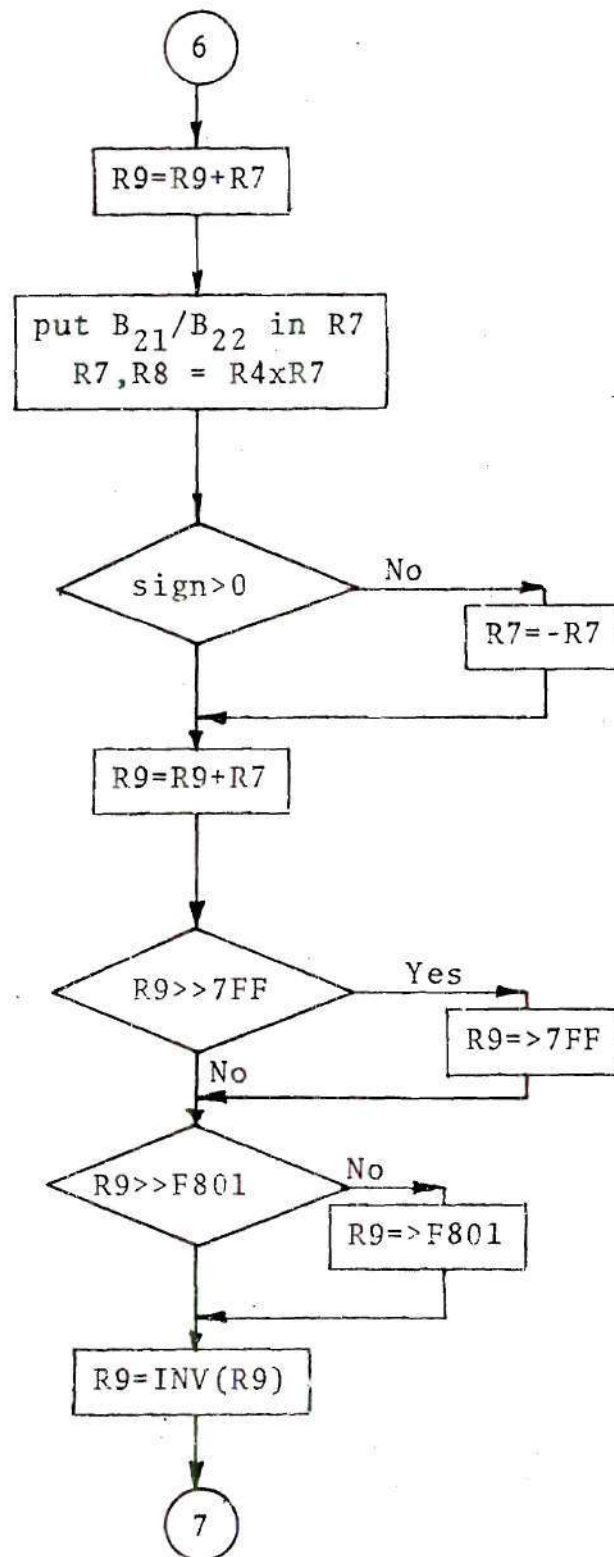 6
R9=R9+R7
put B21/B22 in R7
R7,R8 = R4xR7
sign>0
No
R7=-R7
R9=R9+R7
R9>>7FF
Yes
R9=>7FF
No
R9>>F801
No
R9=>F801
R9=INV(R9)
7